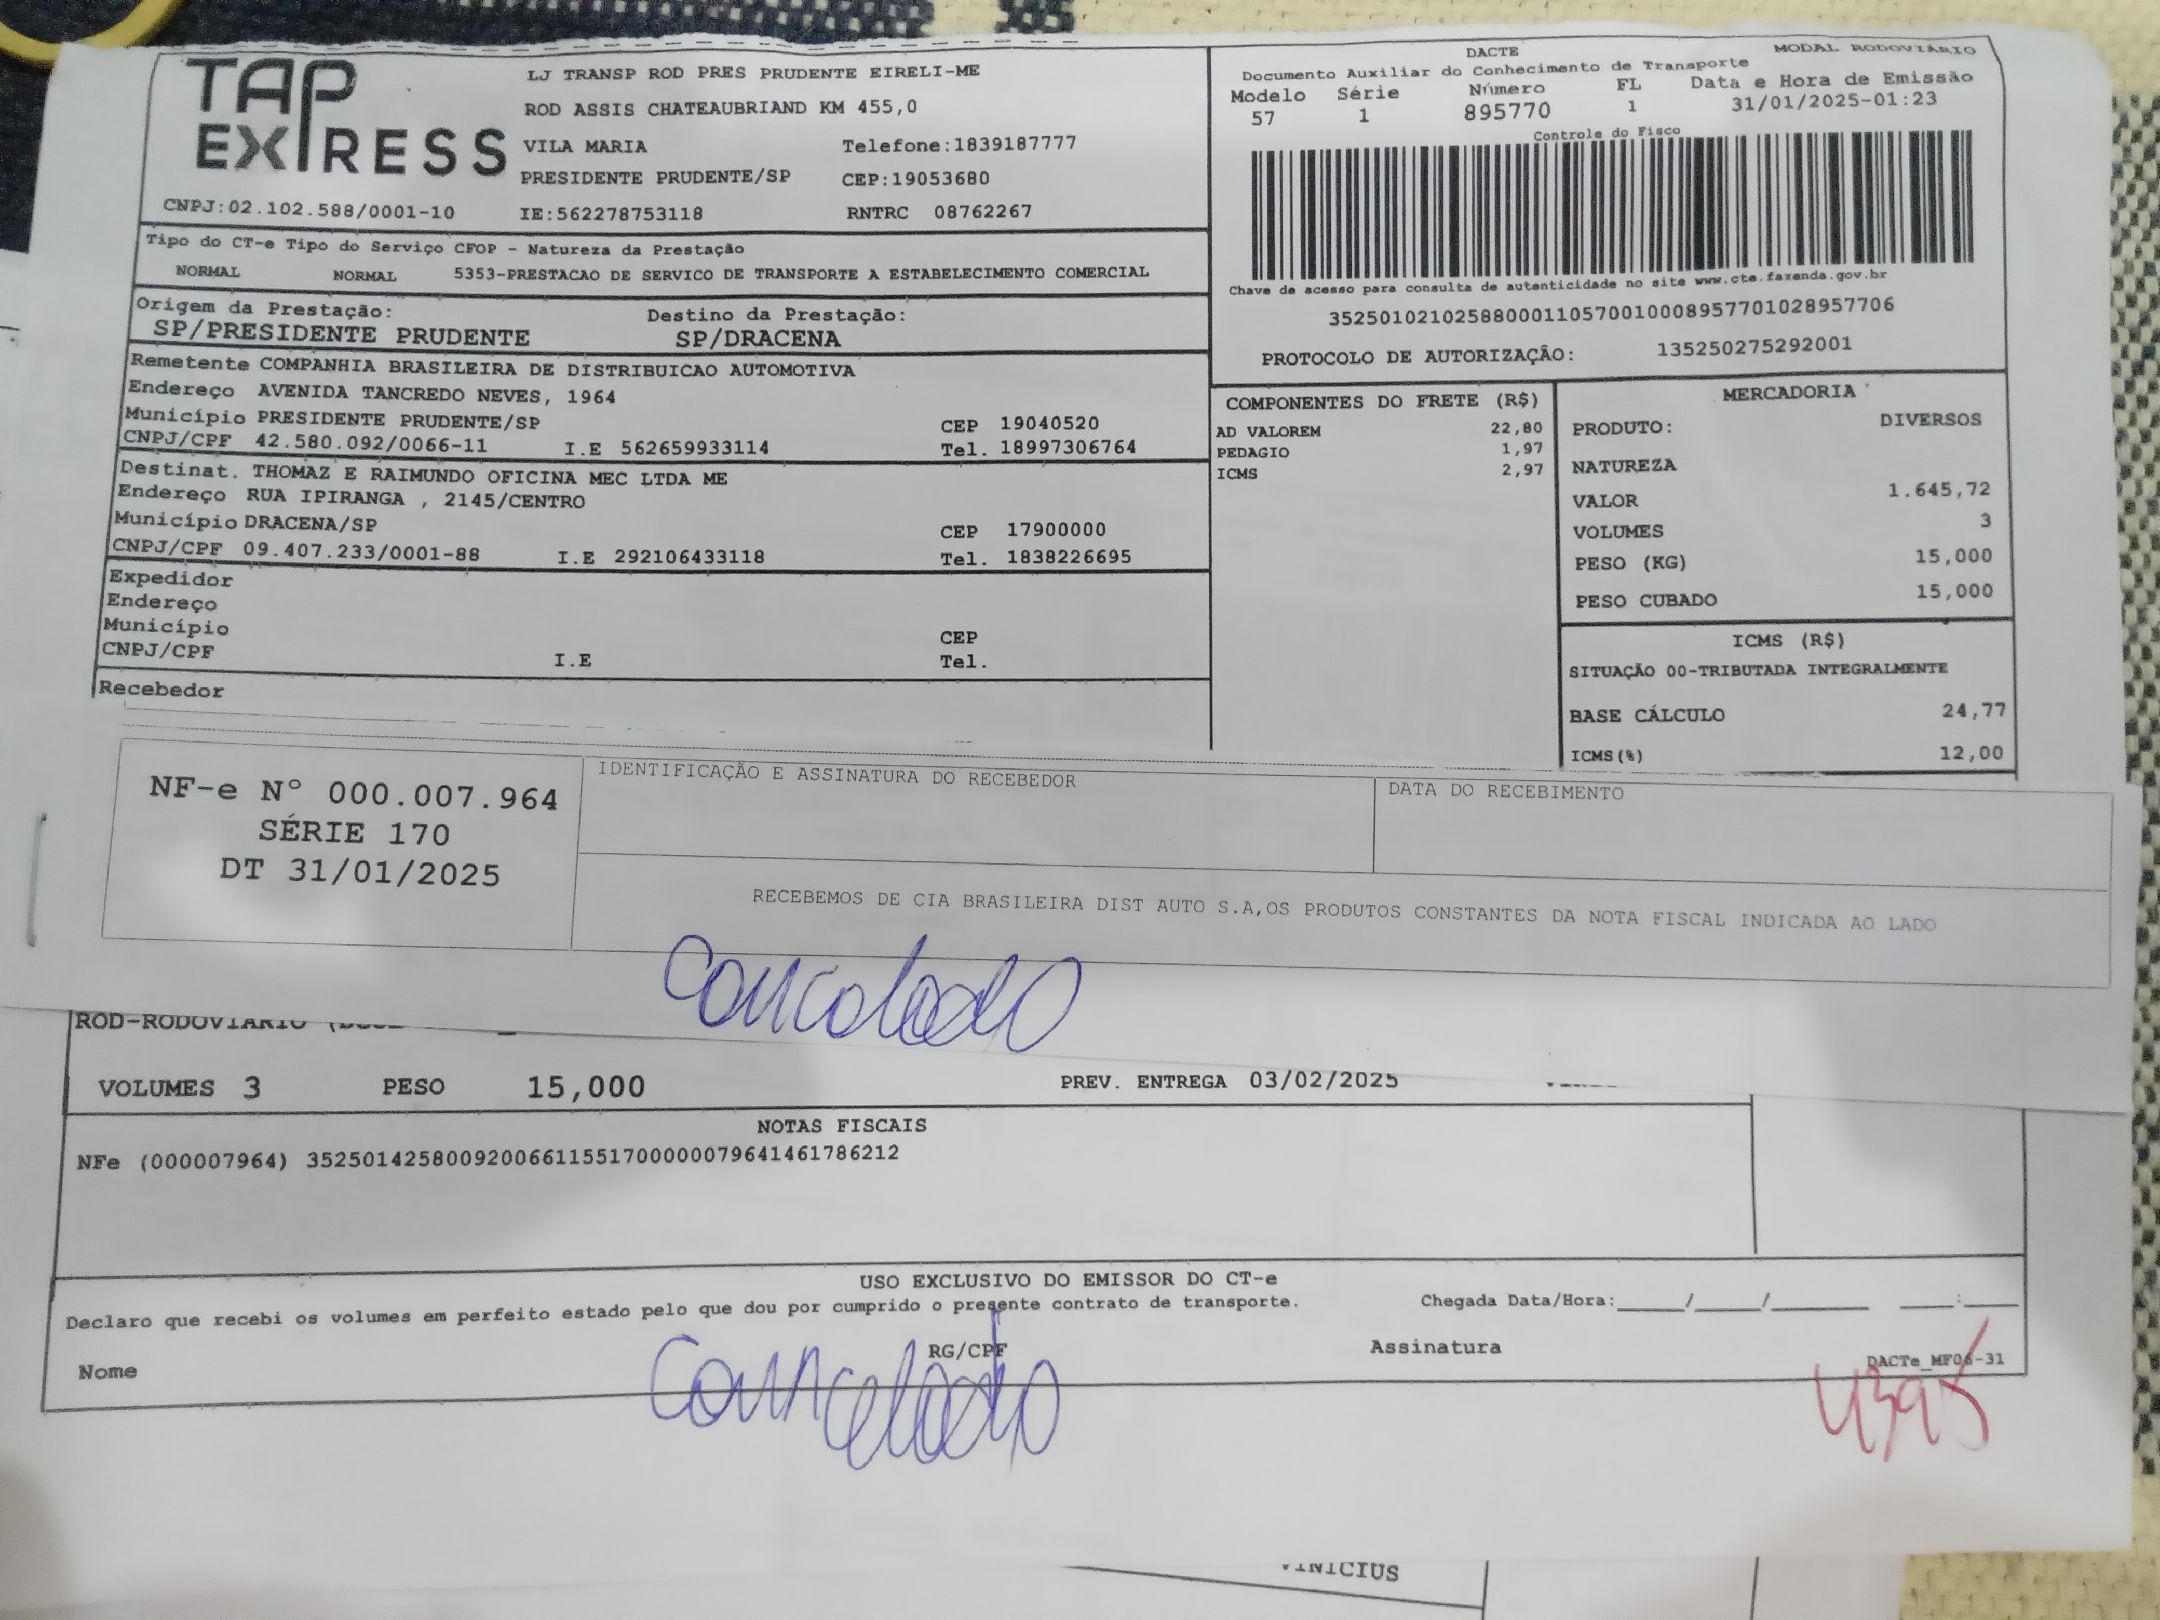 TAP EXPRESS
LJ TRANSP ROD PRES PRUDENTE EIRELI-ME
ROD ASSIS CHATEAUBRIAND KM 455,0
VILA MARIA Telefone:1839187777
PRESIDENTE PRUDENTE/SP CEP:19053680
CNPJ:02.102.588/0001-10 IE:562278753118 RNTRC 08762267
DACTE MODAL RODOVIÁRIO
Documento Auxiliar do Conhecimento de Transporte
Modelo Série Número FL Data e Hora de Emissão
57 1 895770 1 31/01/2025-01:23
Controle do Fisco
Chave de acesso para consulta de autenticidade no site www.cte.fazenda.gov.br
35250102102588000110570010008957701028957706
PROTOCOLO DE AUTORIZAÇÃO: 135250275292001
Tipo do CT-e Tipo do Serviço CFOP - Natureza da Prestação
NORMAL NORMAL 5353-PRESTACAO DE SERVICO DE TRANSPORTE A ESTABELECIMENTO COMERCIAL
Origem da Prestação: Destino da Prestação:
SP/PRESIDENTE PRUDENTE SP/DRACENA
Remetente COMPANHIA BRASILEIRA DE DISTRIBUICAO AUTOMOTIVA
Endereço AVENIDA TANCREDO NEVES, 1964
Município PRESIDENTE PRUDENTE/SP CEP 19040520
CNPJ/CPF 42.580.092/0066-11 I.E 562659933114 Tel. 18997306764
Destinat. THOMAZ E RAIMUNDO OFICINA MEC LTDA ME
Endereço RUA IPIRANGA , 2145/CENTRO
Município DRACENA/SP CEP 17900000
CNPJ/CPF 09.407.233/0001-88 I.E 292106433118 Tel. 1838226695
Expedidor
Endereço
Município CEP
CNPJ/CPF I.E Tel.
Recebedor
COMPONENTES DO FRETE (R$)
AD VALOREM 22,80
PEDAGIO 1,97
ICMS 2,97
MERCADORIA
PRODUTO: DIVERSOS
NATUREZA
VALOR 1.645,72
VOLUMES 3
PESO (KG) 15,000
PESO CUBADO 15,000
ICMS (R$)
SITUAÇÃO 00-TRIBUTADA INTEGRALMENTE
BASE CÁLCULO 24,77
ICMS(%) 12,00
NF-e Nº 000.007.964
SÉRIE 170
DT 31/01/2025
IDENTIFICAÇÃO E ASSINATURA DO RECEBEDOR
DATA DO RECEBIMENTO
RECEBEMOS DE CIA BRASILEIRA DIST AUTO S.A,OS PRODUTOS CONSTANTES DA NOTA FISCAL INDICADA AO LADO
ROD-RODOVIARIO
VOLUMES 3 PESO 15,000 PREV. ENTREGA 03/02/2025
NOTAS FISCAIS
NFe (000007964) 35250142580092006611551700000079641461786212
USO EXCLUSIVO DO EMISSOR DO CT-e
Declaro que recebi os volumes em perfeito estado pelo que dou por cumprido o presente contrato de transporte. Chegada Data/Hora:_____/_____/_______ ____:____
Nome RG/CPF Assinatura
DACTe_MF06-31
VINICIUS